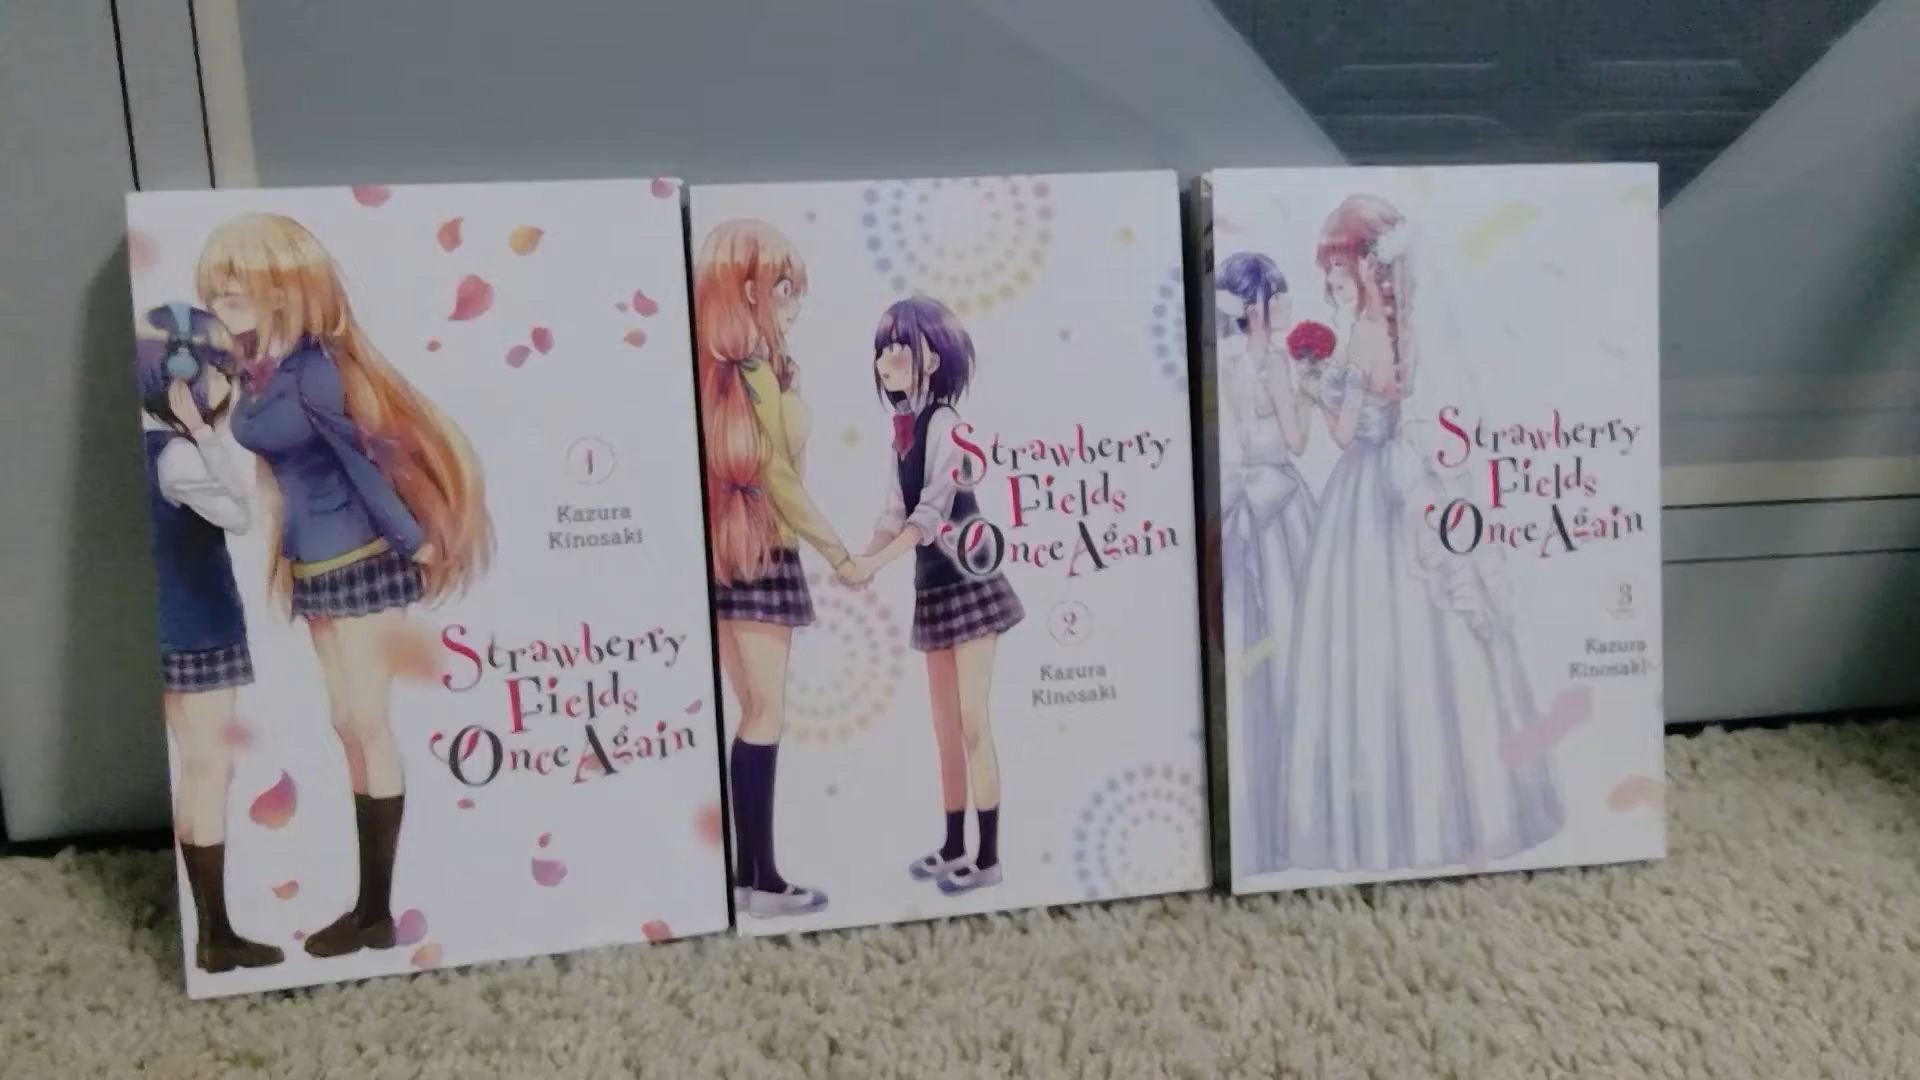 1
Kazura
Kinosaki
Strawberry
Fields
Once Again
Strawberry
Fields
Once Again
2
Kazura
Kinosaki
Strawberry
Fields
Once Again
3
Kazura
Kinosaki